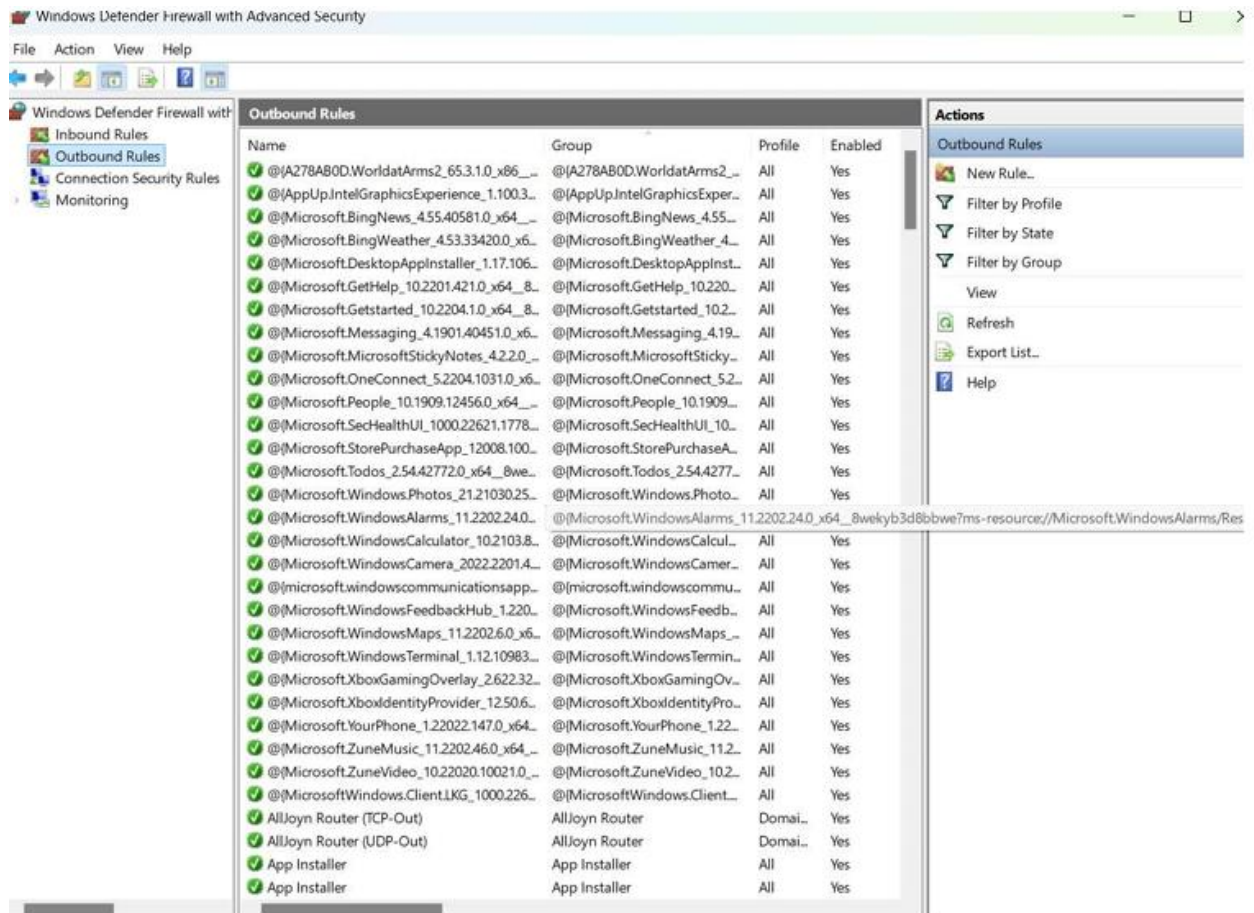 Windows Defender Firewall with Advanced Security
File Action View Help
Windows Defender Firewall with
Inbound Rules
Outbound Rules
Connection Security Rules
Monitoring
Outbound Rules
Name Group Profile Enabled
@{A278AB0D.WorldatArms2_65.3.1.0_x86__... @{A278AB0D.WorldatArms2_... All Yes
@{AppUp.IntelGraphicsExperience_1.100.3... @{AppUp.IntelGraphicsExper... All Yes
@{Microsoft.BingNews_4.55.40581.0_x64__... @{Microsoft.BingNews_4.55.... All Yes
@{Microsoft.BingWeather_4.53.33420.0_x6... @{Microsoft.BingWeather_4.... All Yes
@{Microsoft.DesktopAppInstaller_1.17.106... @{Microsoft.DesktopAppInst... All Yes
@{Microsoft.GetHelp_10.2201.421.0_x64__8... @{Microsoft.GetHelp_10.220... All Yes
@{Microsoft.Getstarted_10.2204.1.0_x64__8... @{Microsoft.Getstarted_10.2... All Yes
@{Microsoft.Messaging_4.1901.40451.0_x6... @{Microsoft.Messaging_4.19... All Yes
@{Microsoft.MicrosoftStickyNotes_4.2.2.0_... @{Microsoft.MicrosoftSticky... All Yes
@{Microsoft.OneConnect_5.2204.1031.0_x6... @{Microsoft.OneConnect_5.2... All Yes
@{Microsoft.People_10.1909.12456.0_x64__... @{Microsoft.People_10.1909.... All Yes
@{Microsoft.SecHealthUI_1000.22621.1778.... @{Microsoft.SecHealthUI_10... All Yes
@{Microsoft.StorePurchaseApp_12008.100... @{Microsoft.StorePurchaseA... All Yes
@{Microsoft.Todos_2.54.42772.0_x64__8we... @{Microsoft.Todos_2.54.4277... All Yes
@{Microsoft.Windows.Photos_21.21030.25... @{Microsoft.Windows.Photo... All Yes
@{Microsoft.WindowsAlarms_11.2202.24.0... @{Microsoft.WindowsAlarms_11.2202.24.0_x64__8wekyb3d8bbwe?ms-resource://Microsoft.WindowsAlarms/Res
@{Microsoft.WindowsCalculator_10.2103.8... @{Microsoft.WindowsCalcul... All Yes
@{Microsoft.WindowsCamera_2022.2201.4... @{Microsoft.WindowsCamer... All Yes
@{microsoft.windowscommunicationsapp... @{microsoft.windowscommu... All Yes
@{Microsoft.WindowsFeedbackHub_1.220... @{Microsoft.WindowsFeedb... All Yes
@{Microsoft.WindowsMaps_11.2202.6.0_x6... @{Microsoft.WindowsMaps_... All Yes
@{Microsoft.WindowsTerminal_1.12.10983.... @{Microsoft.WindowsTermin... All Yes
@{Microsoft.XboxGamingOverlay_2.622.32... @{Microsoft.XboxGamingOv... All Yes
@{Microsoft.XboxIdentityProvider_12.50.6... @{Microsoft.XboxIdentityPro... All Yes
@{Microsoft.YourPhone_1.22022.147.0_x64... @{Microsoft.YourPhone_1.22... All Yes
@{Microsoft.ZuneMusic_11.2202.46.0_x64_... @{Microsoft.ZuneMusic_11.2... All Yes
@{Microsoft.ZuneVideo_10.22020.10021.0_... @{Microsoft.ZuneVideo_10.2... All Yes
@{MicrosoftWindows.Client.LKG_1000.226... @{MicrosoftWindows.Client.... All Yes
AllJoyn Router (TCP-Out) AllJoyn Router Domai... Yes
AllJoyn Router (UDP-Out) AllJoyn Router Domai... Yes
App Installer App Installer All Yes
App Installer App Installer All Yes
Actions
Outbound Rules
New Rule...
Filter by Profile
Filter by State
Filter by Group
View
Refresh
Export List...
Help